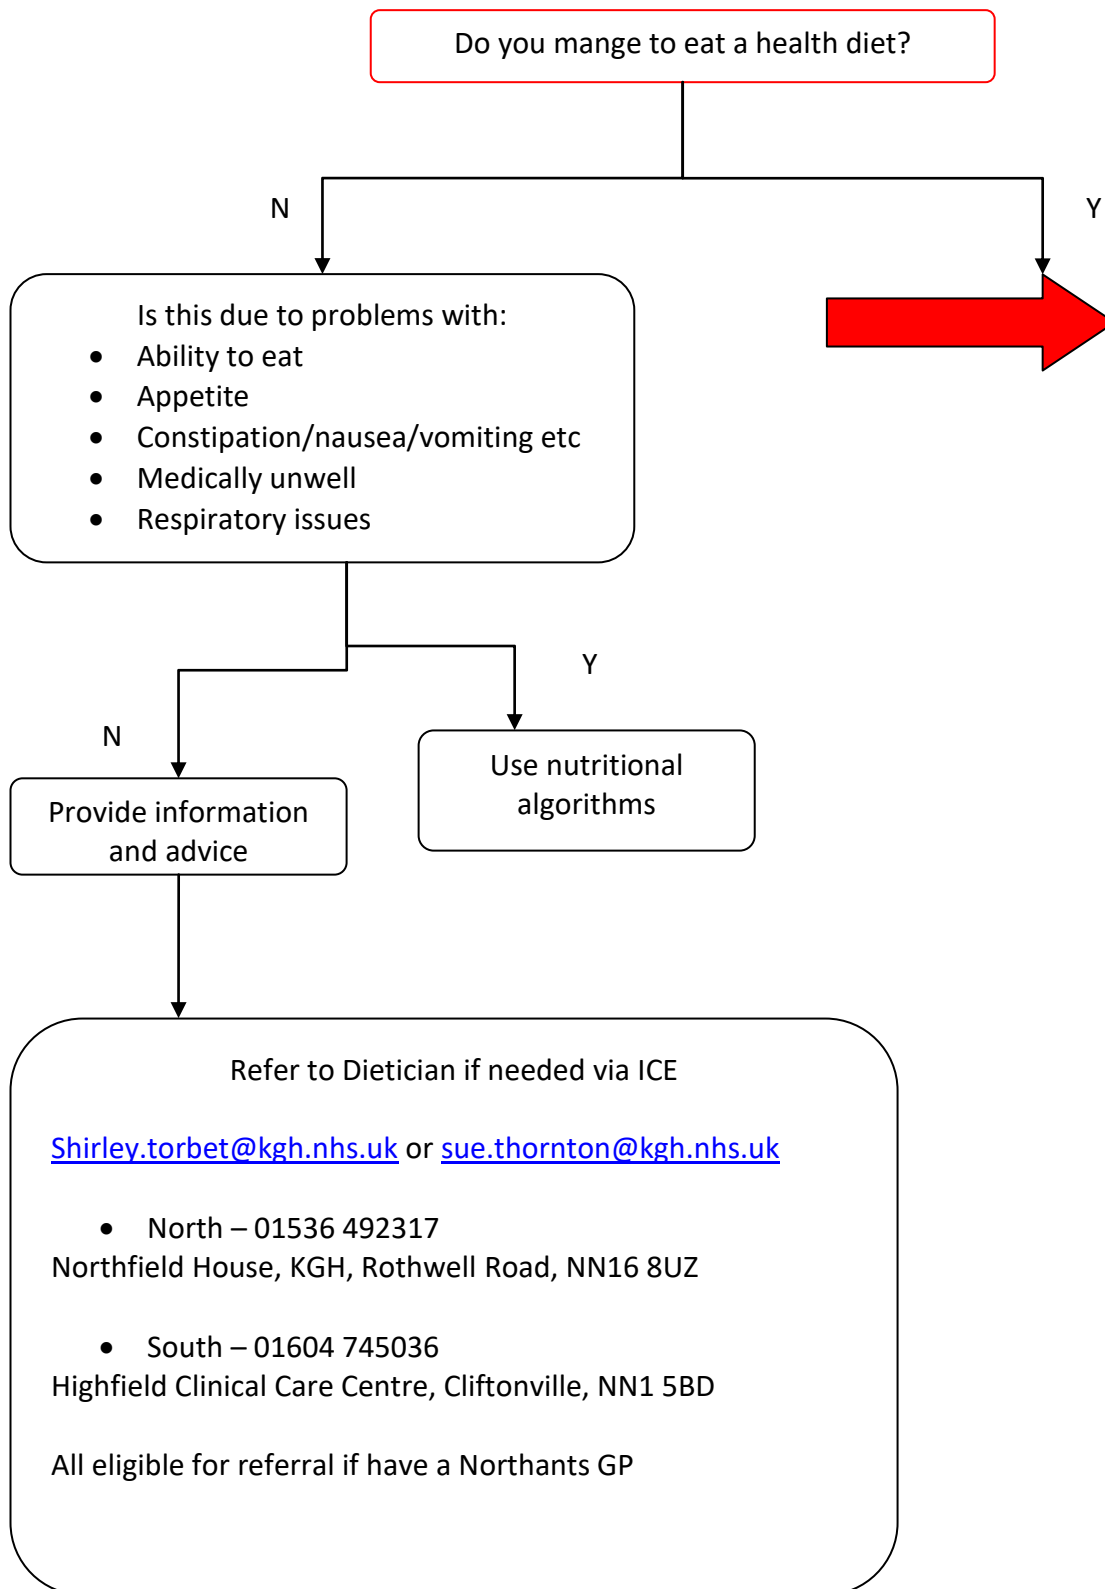 Do you mange to eat a health diet?
N
Y
Is this due to problems with:
• Ability to eat
• Appetite
• Constipation/nausea/vomiting etc
• Medically unwell
• Respiratory issues
Y
N
Use nutritional
algorithms
Provide information
and advice
Refer to Dietician if needed via ICE
Shirley.torbet@kgh.nhs.uk or sue.thornton@kgh.nhs.uk
• North – 01536 492317
Northfield House, KGH, Rothwell Road, NN16 8UZ
• South – 01604 745036
Highfield Clinical Care Centre, Cliftonville, NN1 5BD
All eligible for referral if have a Northants GP